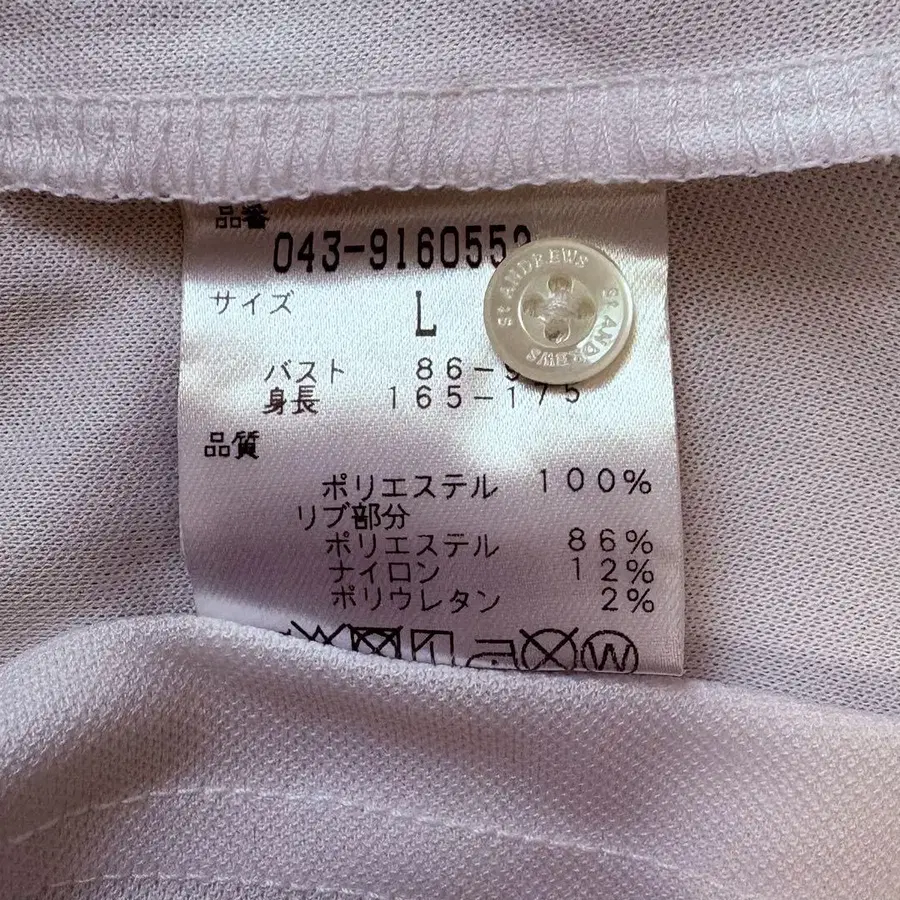 品番
043-9160552
サイズ L
バスト 86-9
身長 165-175
品質
ポリエステル 100%
リブ部分
ポリエステル 86%
ナイロン 12%
ポリウレタン 2%
W
St ANDREWS St ANDREWS